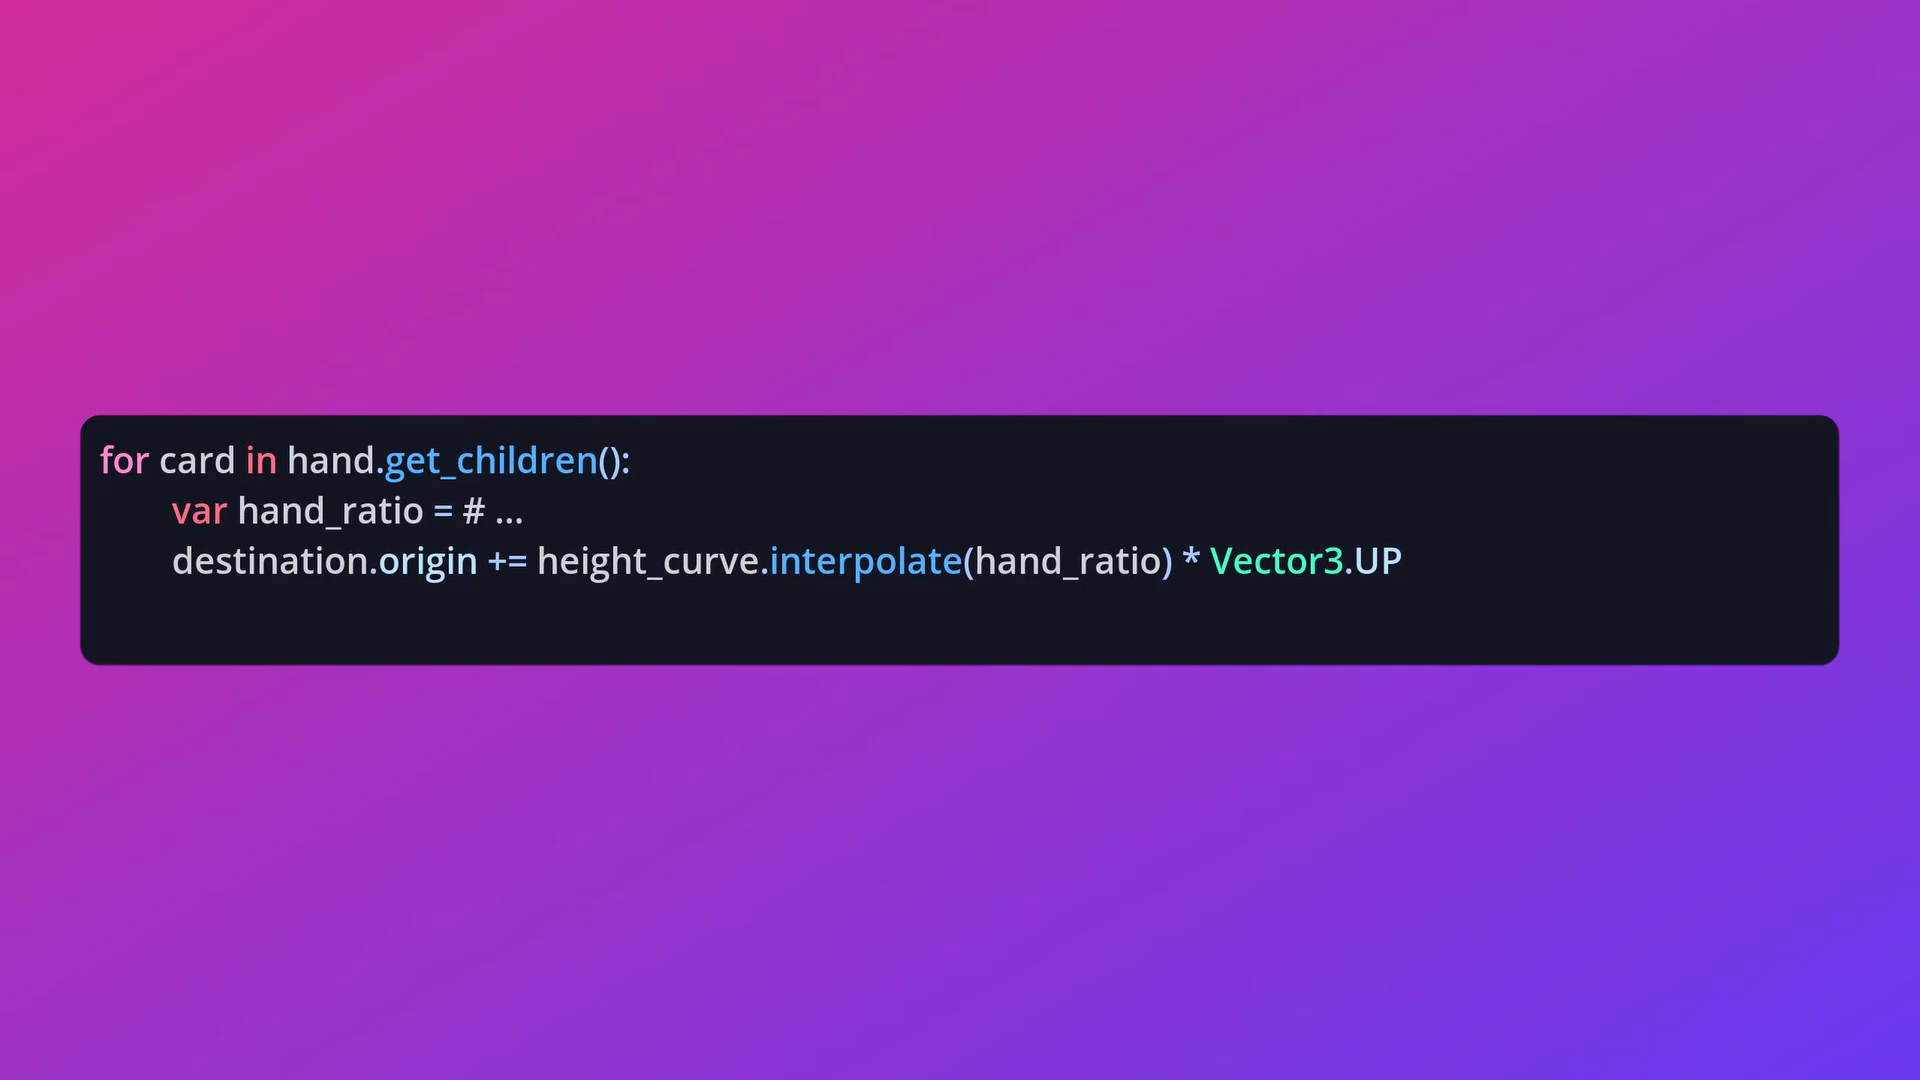 for card in hand.get_children():
var hand_ratio = # ...
destination.origin += height_curve.interpolate(hand_ratio) * Vector3.UP